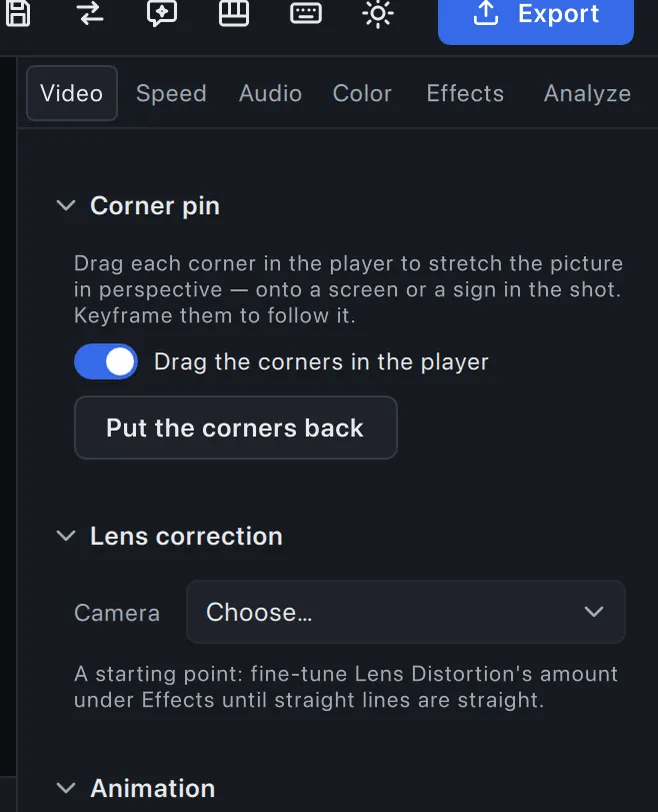 Export
Video Speed Audio Color Effects Analyze
Corner pin
Drag each corner in the player to stretch the picture
in perspective — onto a screen or a sign in the shot.
Keyframe them to follow it.
Drag the corners in the player
Put the corners back
Lens correction
Camera Choose...
A starting point: fine-tune Lens Distortion's amount
under Effects until straight lines are straight.
Animation